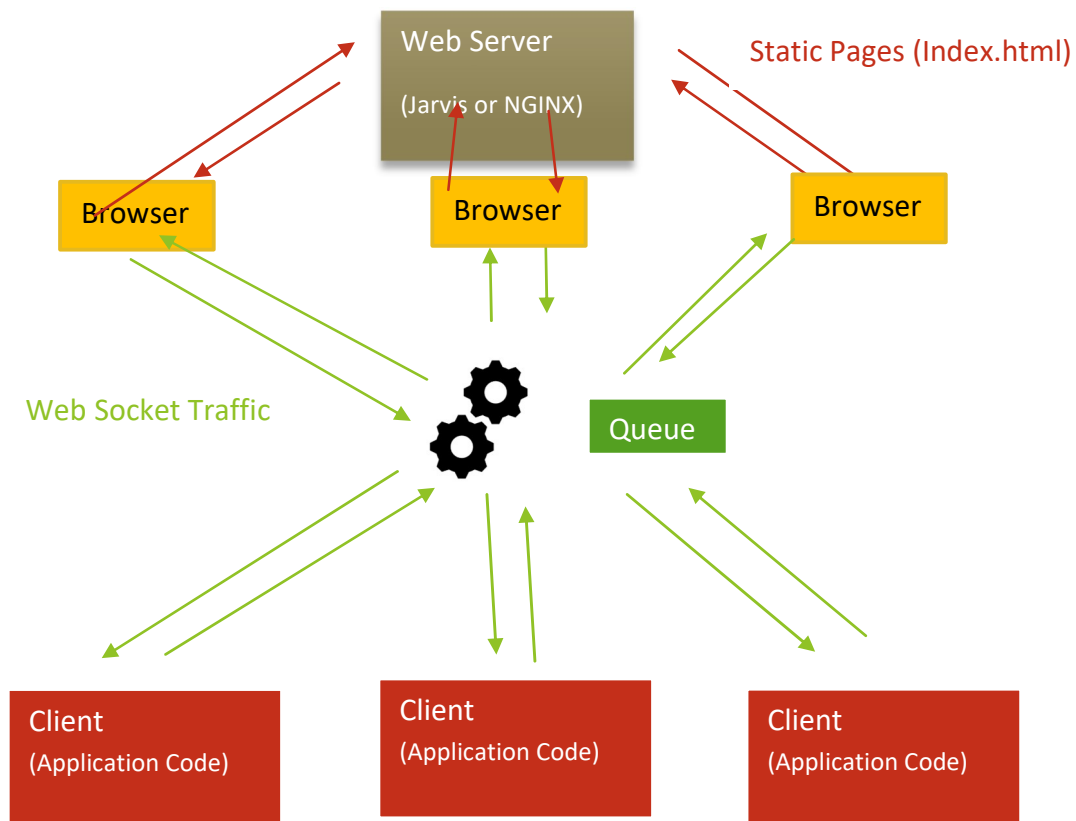 Web Server
Static Pages (Index.html)
(Jarvis or NGINX)
Browser
Browser
Browser
Web Socket Traffic
Queue
Client
(Application Code)
Client
(Application Code)
Client
(Application Code)